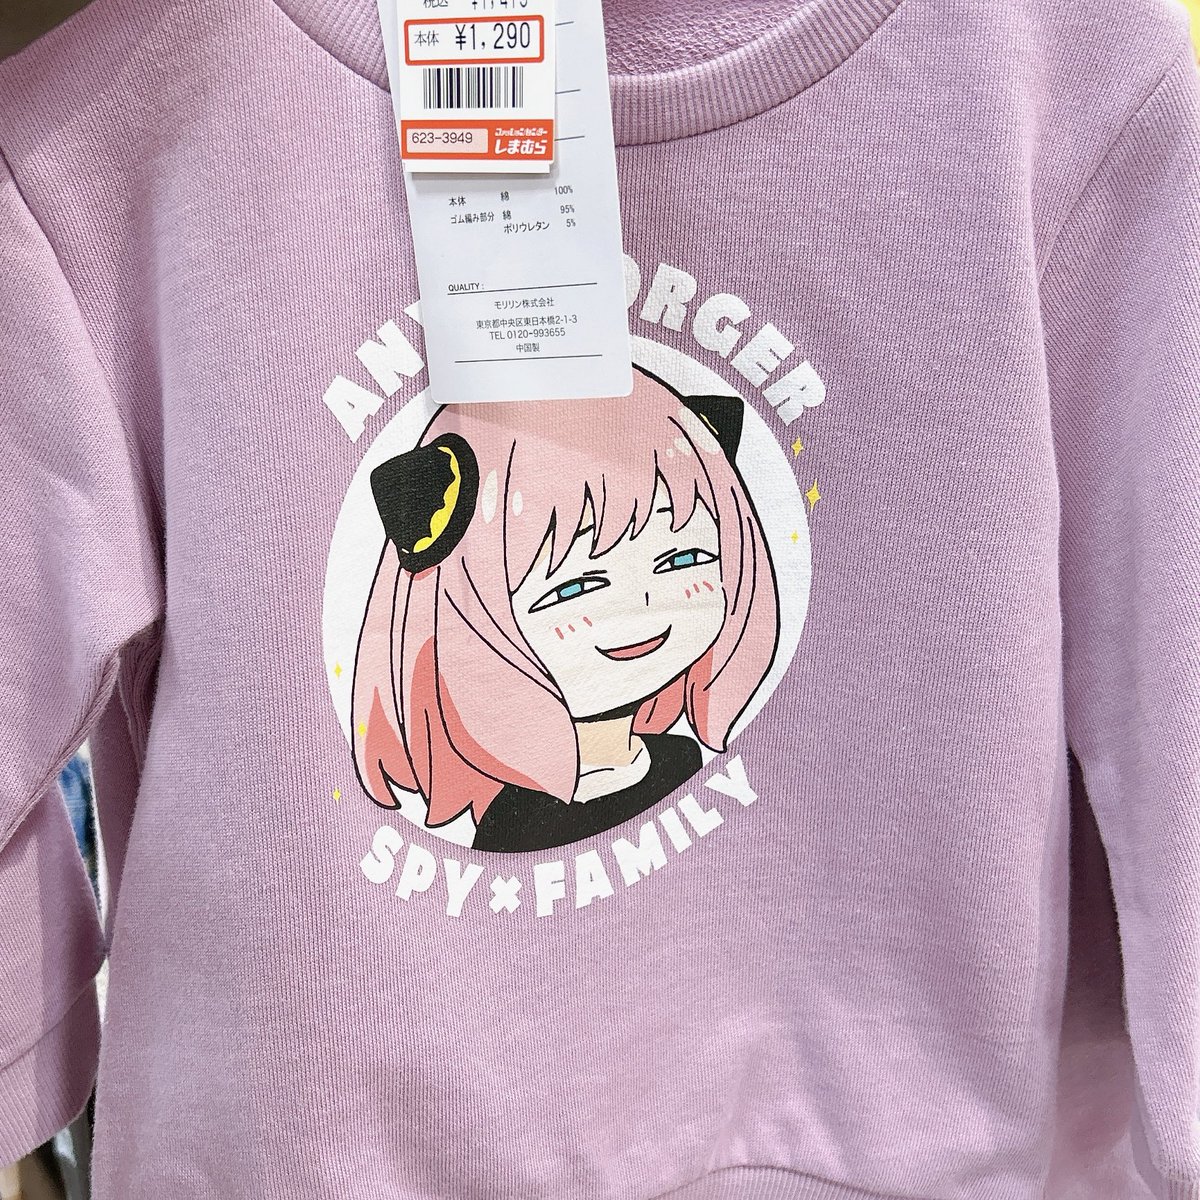 本体 ¥1,290
623-3949
ファッションセンター
しまむら
本体 綿 100%
ゴム編み部分 綿 95%
ポリウレタン 5%
QUALITY :
モリリン株式会社
東京都中央区東日本橋2-1-3
TEL 0120-993655
中国製
SPY×FAMILY